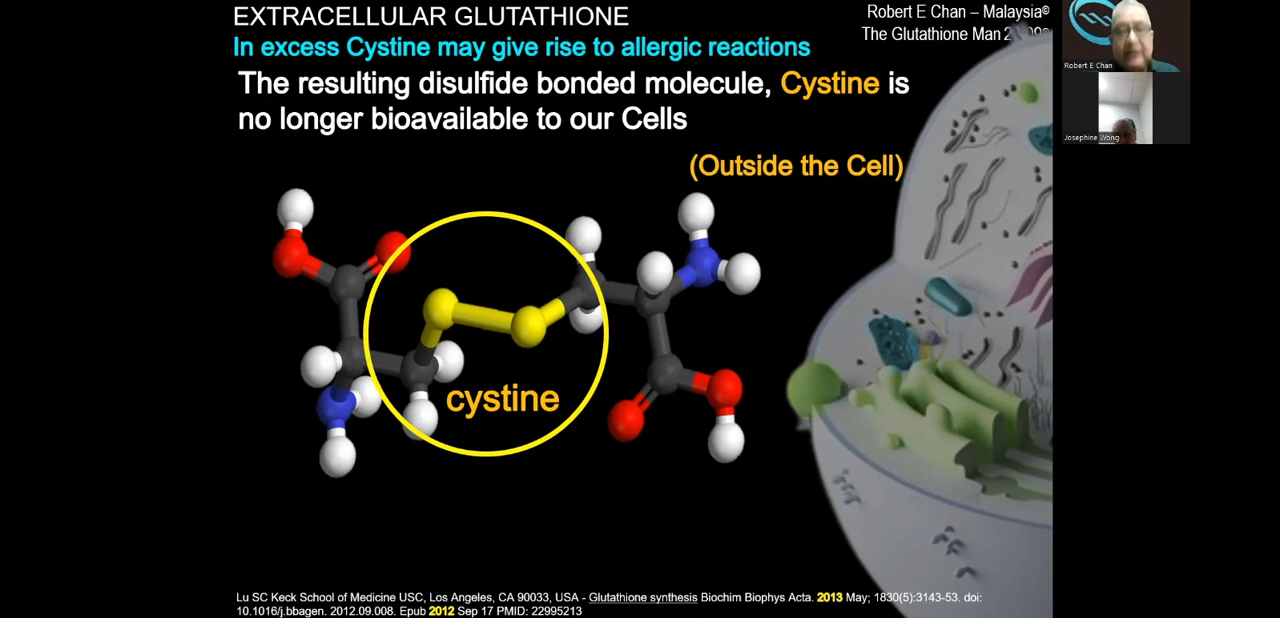 EXTRACELLULAR GLUTATHIONE
In excess Cystine may give rise to allergic reactions
Robert E Chan – Malaysia©
The Glutathione Man
The resulting disulfide bonded molecule, Cystine is
no longer bioavailable to our Cells
(Outside the Cell)
cystine
Lu SC Keck School of Medicine USC, Los Angeles, CA 90033, USA - Glutathione synthesis Biochim Biophys Acta. 2013 May; 1830(5):3143-53. doi:
10.1016/j.bbagen. 2012.09.008. Epub 2012 Sep 17 PMID: 22995213
Robert E Chan
Josephine Wong